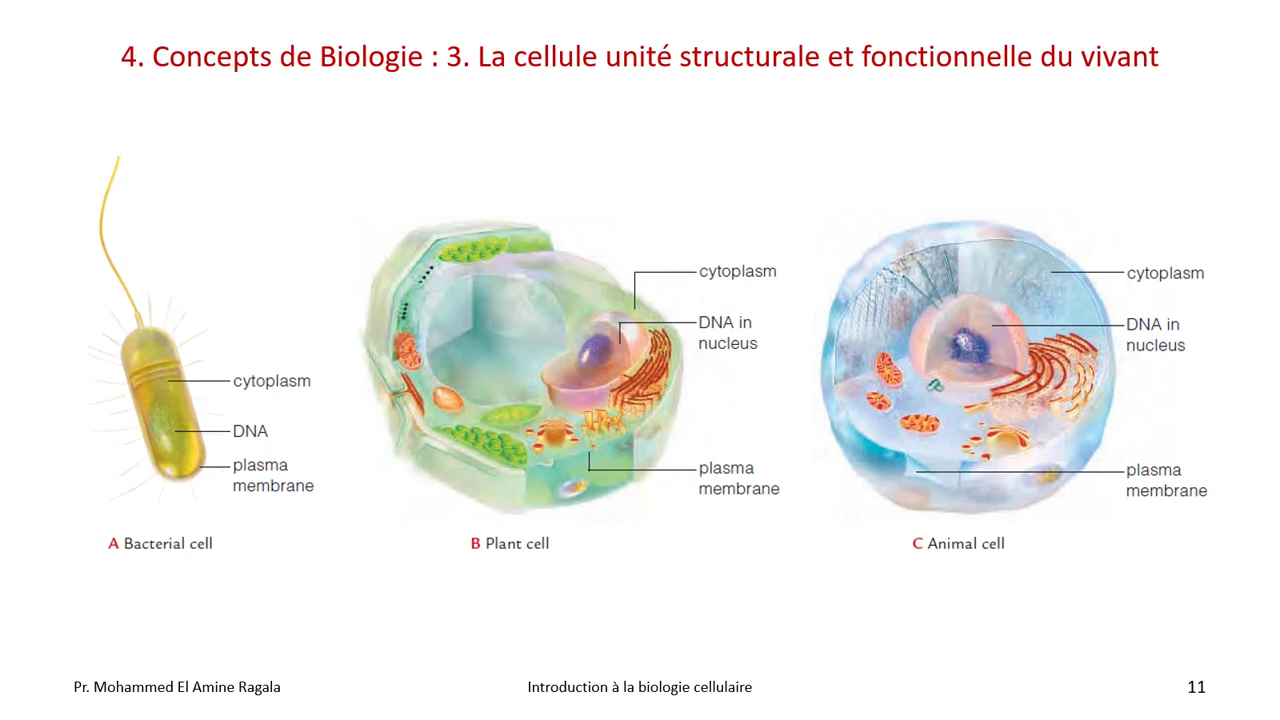 4. Concepts de Biologie : 3. La cellule unité structurale et fonctionnelle du vivant
cytoplasm
DNA
plasma
membrane
A Bacterial cell
cytoplasm
DNA in
nucleus
plasma
membrane
B Plant cell
cytoplasm
DNA in
nucleus
plasma
membrane
C Animal cell
Pr. Mohammed El Amine Ragala
Introduction à la biologie cellulaire
11